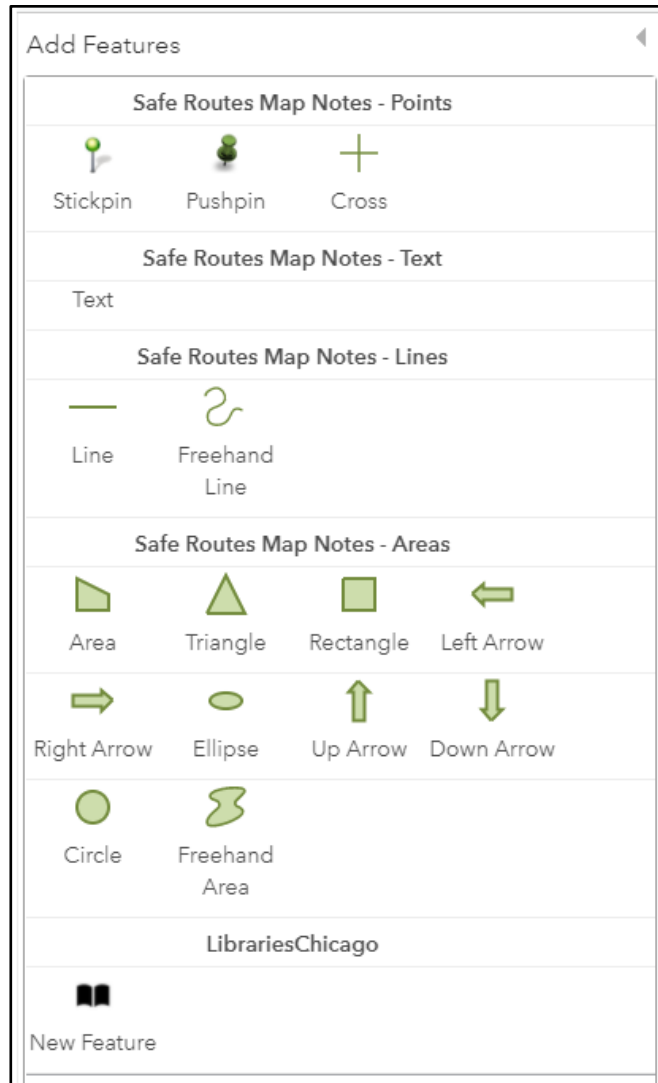 Add Features
Safe Routes Map Notes - Points
Stickpin Pushpin Cross
Safe Routes Map Notes - Text
Text
Safe Routes Map Notes - Lines
Line Freehand
Line
Safe Routes Map Notes - Areas
Area Triangle Rectangle Left Arrow
Right Arrow Ellipse Up Arrow Down Arrow
Circle Freehand
Area
LibrariesChicago
New Feature